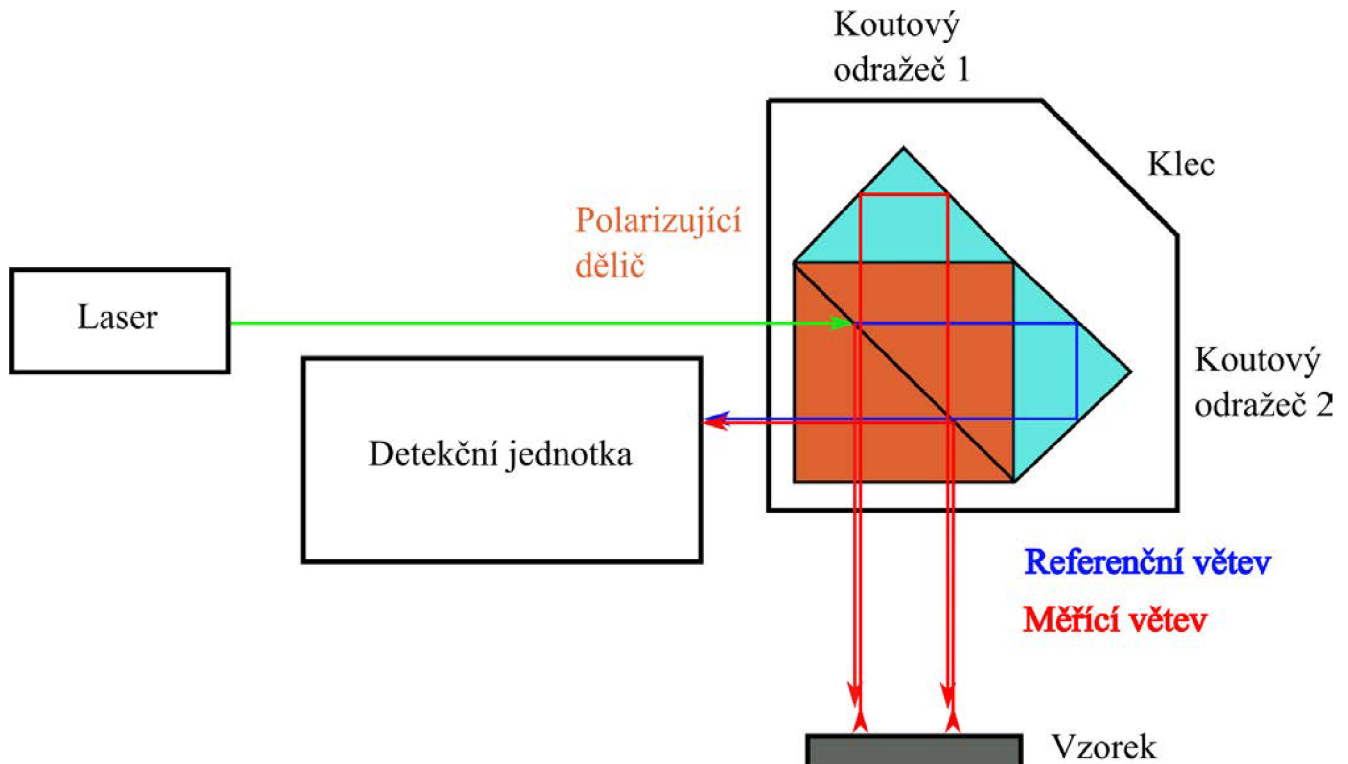 Koutový
odražeč 1
Klec
Polarizující
dělič
Laser
Koutový
odražeč 2
Detekční jednotka
Referenční větev
Měřící větev
Vzorek